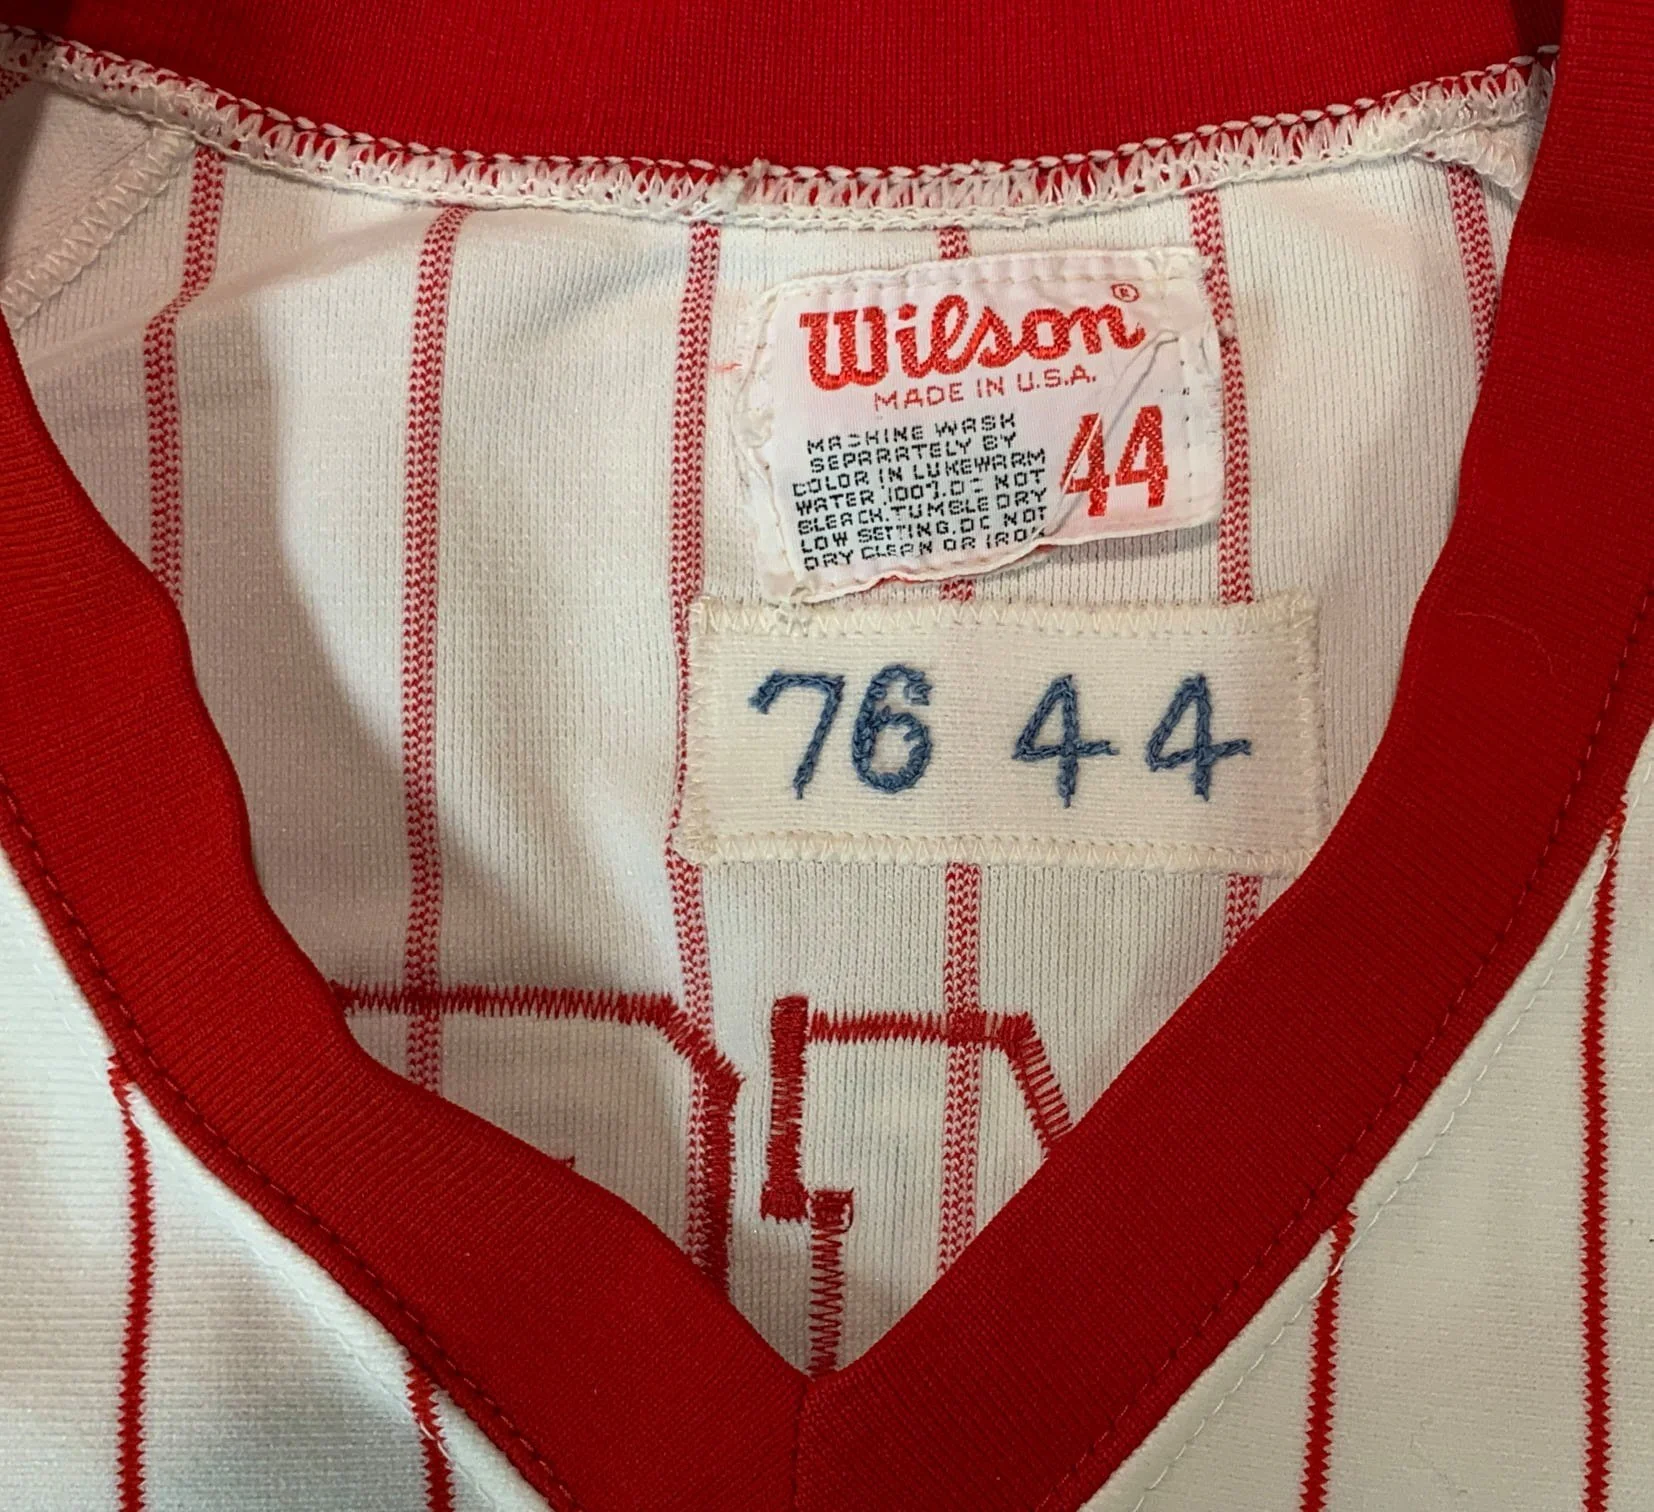 Wilson®
MADE IN U.S.A.
44
MACHINE WASH
SEPARATELY BY
COLOR IN LUKEWARM
WATER.100%.DO NOT
BLEACH.TUMBLE DRY
LOW SETTING.DO NOT
DRY CLEAN OR IRON
76 44